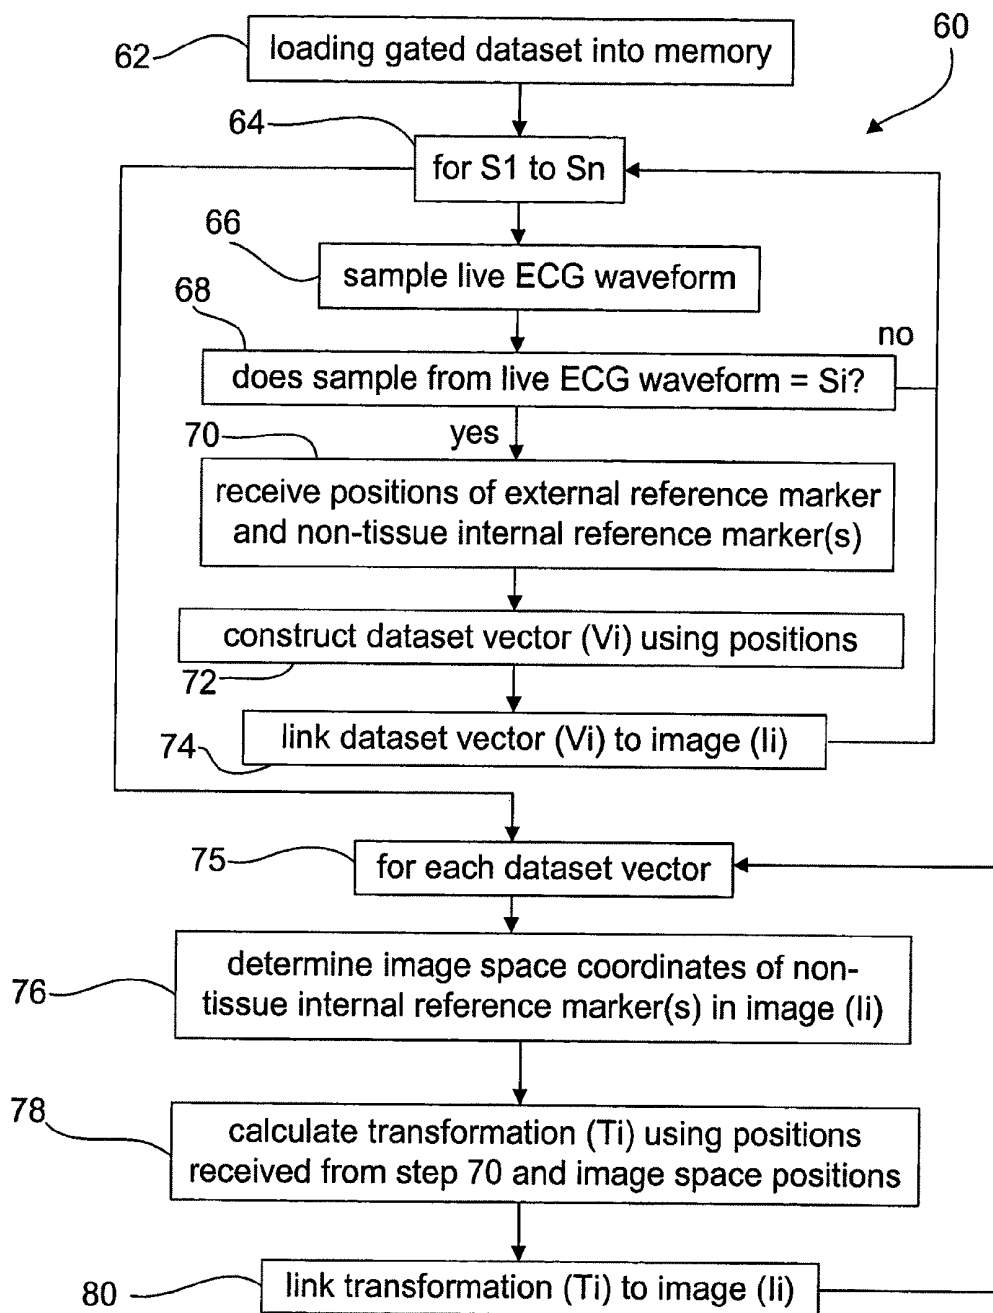 62
loading gated dataset into memory
60
64
for S1 to Sn
66
sample live ECG waveform
68
does sample from live ECG waveform = Si?
no
yes
70
receive positions of external reference marker
and non-tissue internal reference marker(s)
construct dataset vector (Vi) using positions
72
link dataset vector (Vi) to image (Ii)
74
75
for each dataset vector
76
determine image space coordinates of non-
tissue internal reference marker(s) in image (Ii)
78
calculate transformation (Ti) using positions
received from step 70 and image space positions
80
link transformation (Ti) to image (Ii)